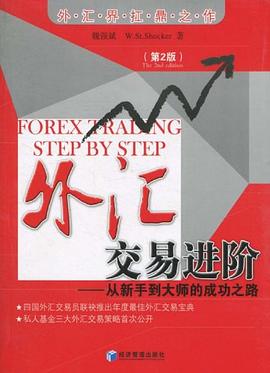 外·汇·界·扛·鼎·之·作
魏强斌 W.St.Shocker 著
(第2版)
The 2nd edition
FOREX TRADING
STEP BY STEP
外汇
交易进阶
——从新手到大师的成功之路
★四国外汇交易员联袂推出年度最佳外汇交易宝典
★私人基金三大外汇交易策略首次公开
经济管理出版社